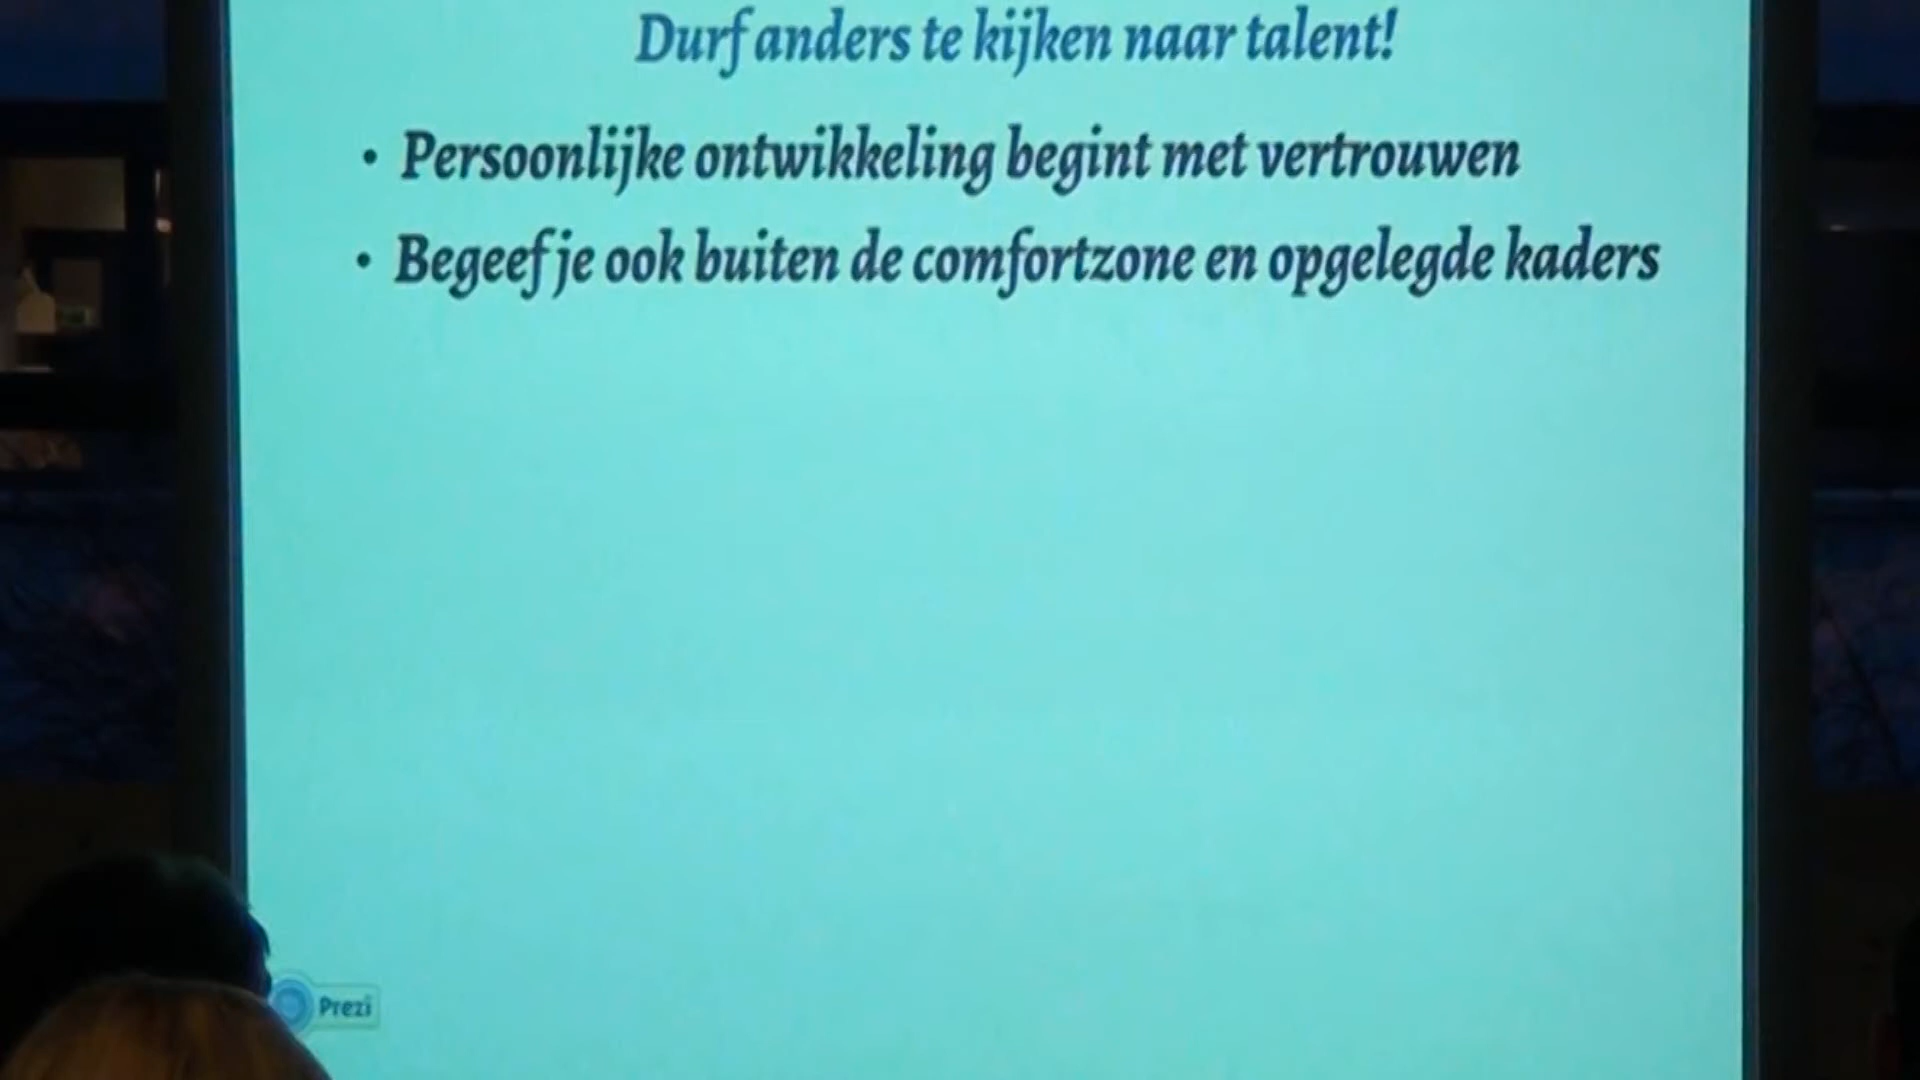 Durf anders te kijken naar talent!
• Persoonlijke ontwikkeling begint met vertrouwen
• Begeef je ook buiten de comfortzone en opgelegde kaders
Prezi